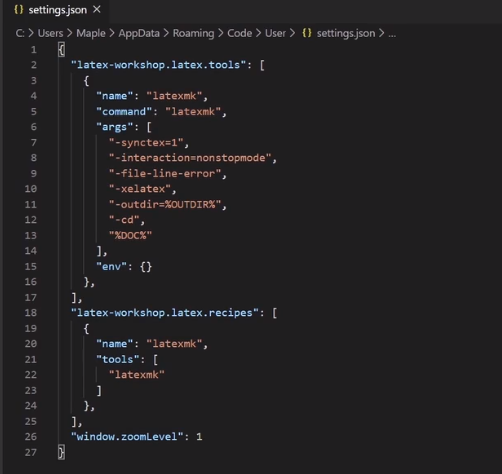 settings.json
C: > Users > Maple > AppData > Roaming > Code > User > {} settings.json > ...
1 {
2 "latex-workshop.latex.tools": [
3 {
4 "name": "latexmk",
5 "command": "latexmk",
6 "args": [
7 "-synctex=1",
8 "-interaction=nonstopmode",
9 "-file-line-error",
10 "-xelatex",
11 "-outdir=%OUTDIR%",
12 "-cd",
13 "%DOC%"
14 ],
15 "env": {}
16 },
17 ],
18 "latex-workshop.latex.recipes": [
19 {
20 "name": "latexmk",
21 "tools": [
22 "latexmk"
23 ]
24 },
25 ],
26 "window.zoomLevel": 1
27 }